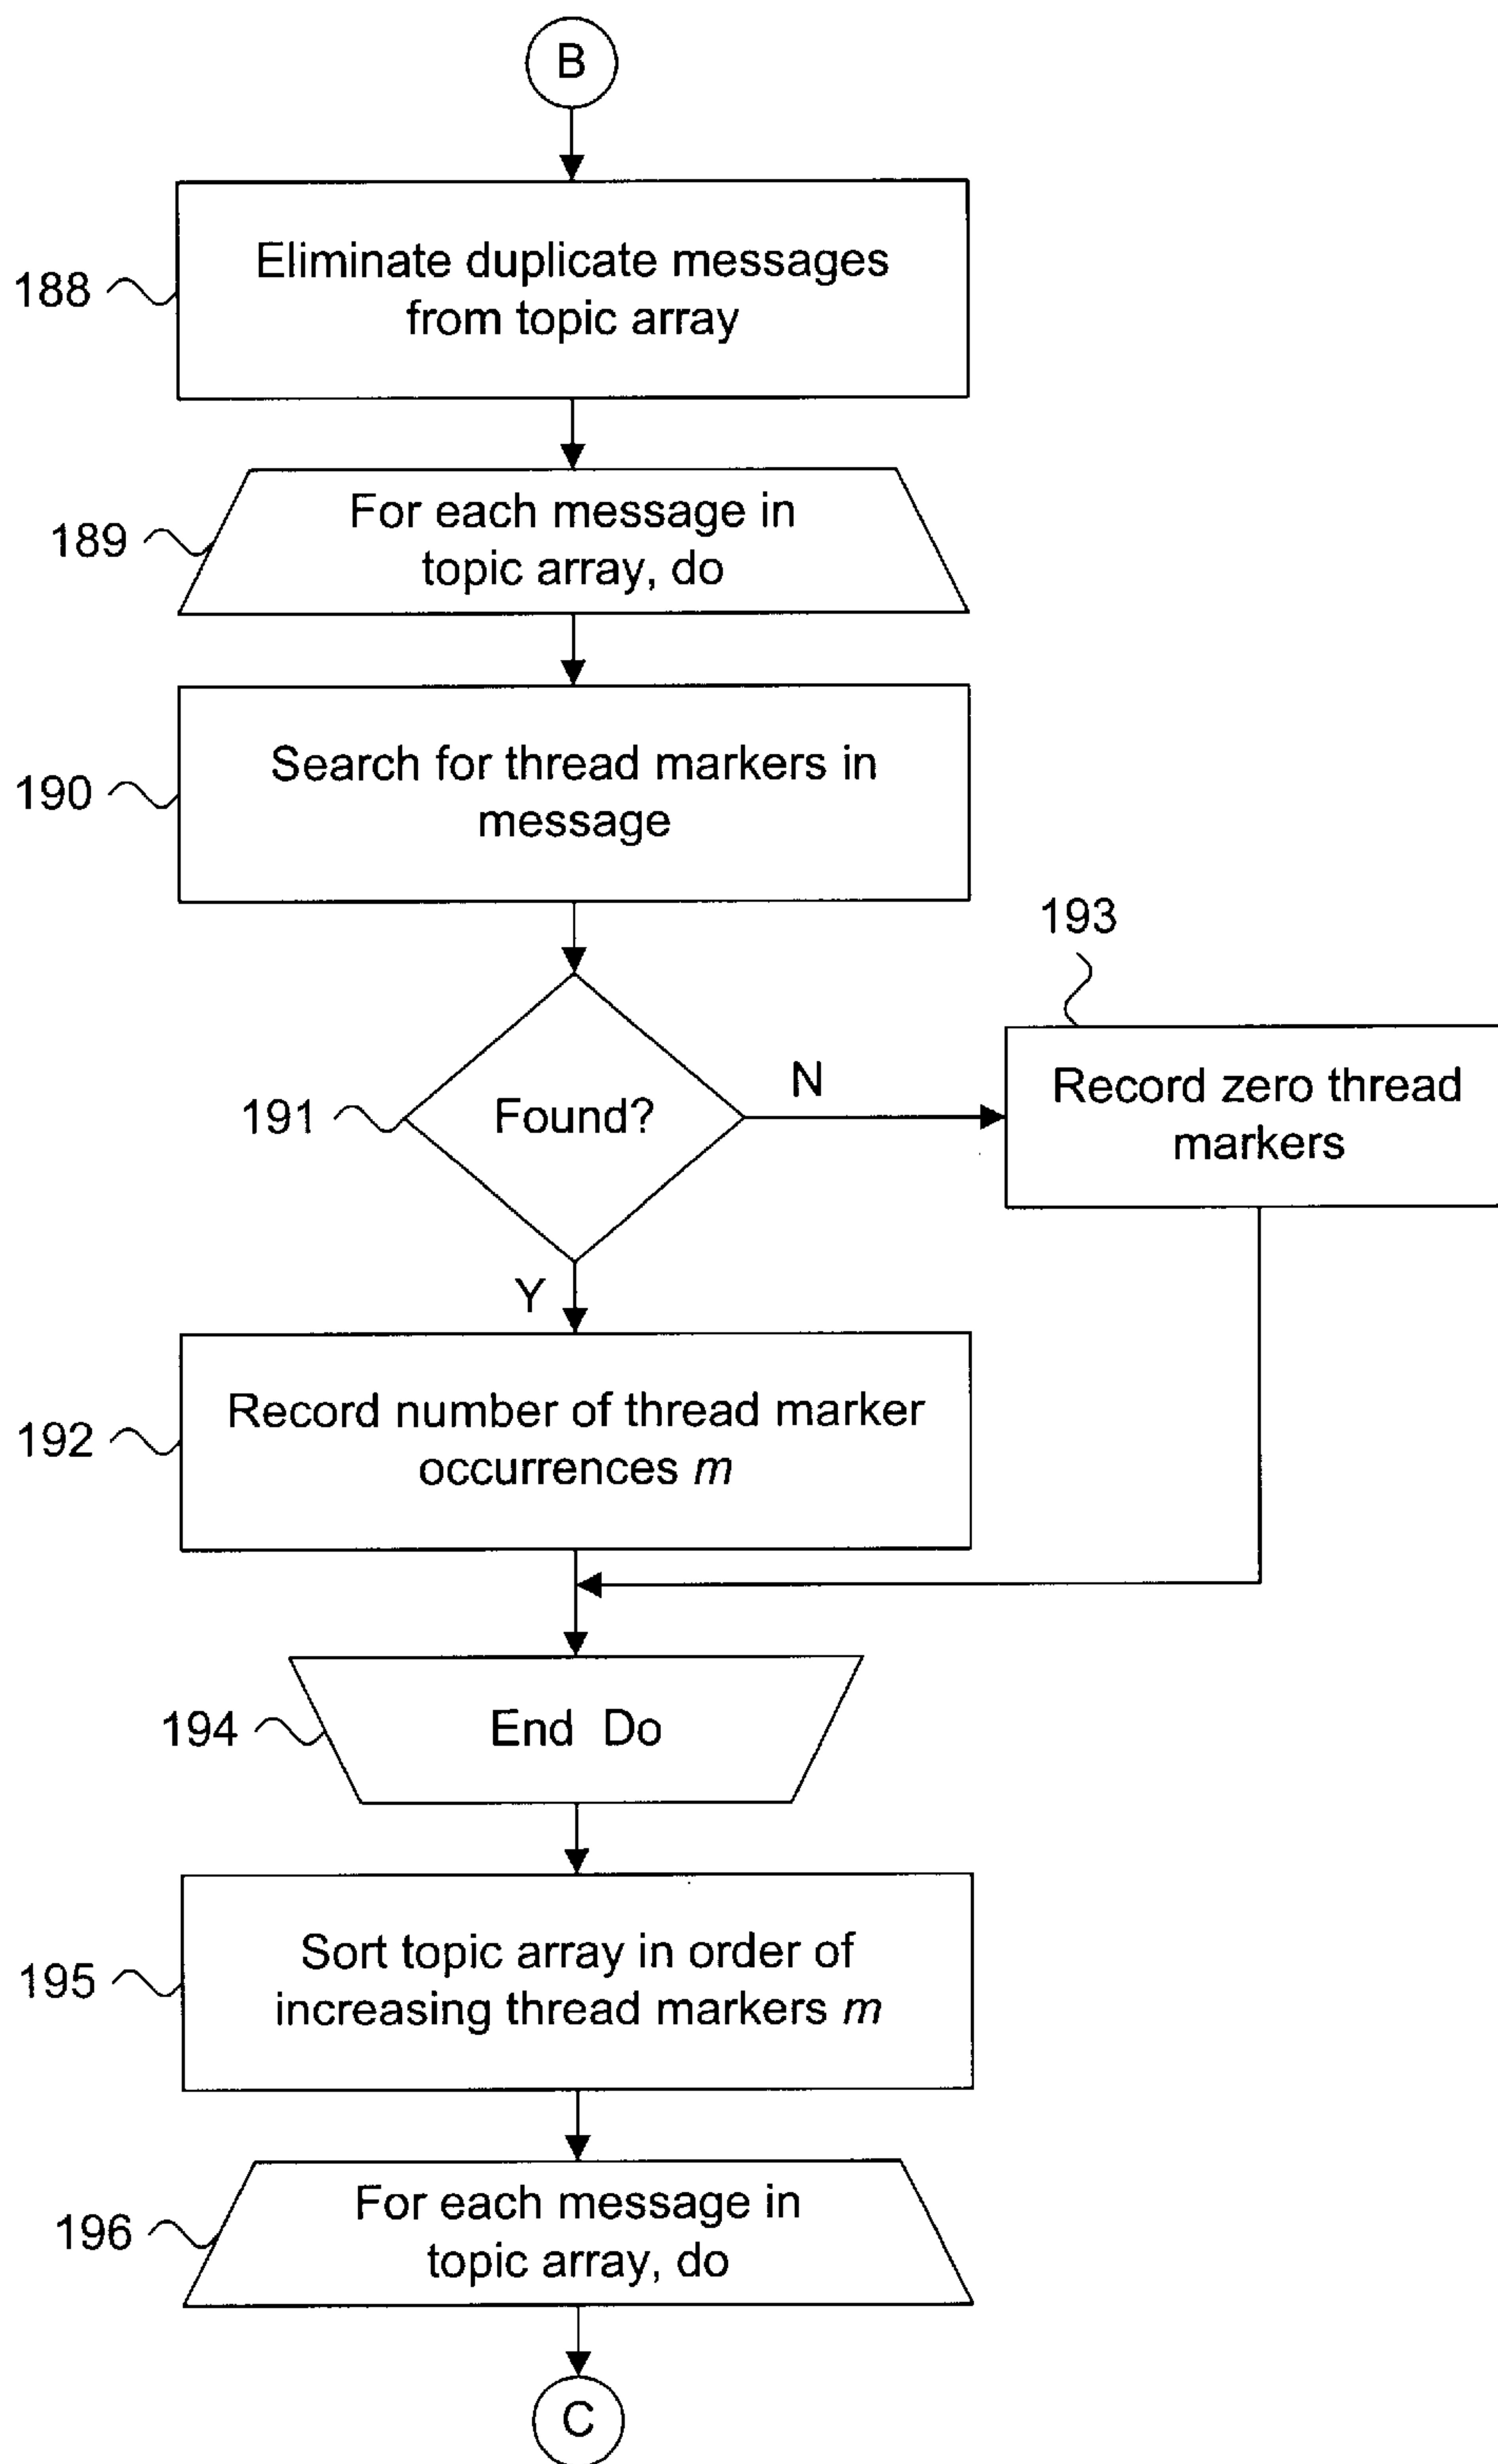 B
188
Eliminate duplicate messages
from topic array
189
For each message in
topic array, do
190
Search for thread markers in
message
193
191
Found?
N
Record zero thread
markers
Y
192
Record number of thread marker
occurrences m
194
End Do
195
Sort topic array in order of
increasing thread markers m
196
For each message in
topic array, do
C